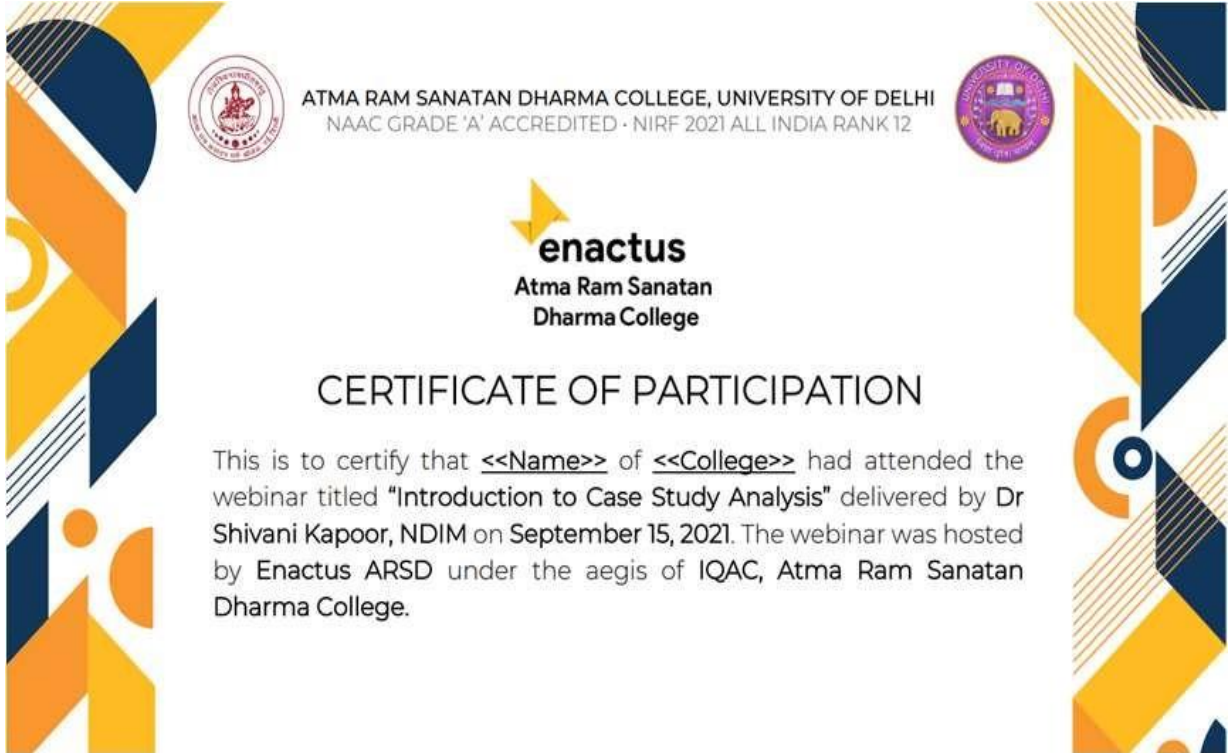 ATMA RAM SANATAN DHARMA COLLEGE, UNIVERSITY OF DELHI
NAAC GRADE 'A' ACCREDITED · NIRF 2021 ALL INDIA RANK 12
UNIVERSITY OF DELHI
enactus
Atma Ram Sanatan
Dharma College
CERTIFICATE OF PARTICIPATION
This is to certify that <<Name>> of <<College>> had attended the
webinar titled “Introduction to Case Study Analysis” delivered by Dr
Shivani Kapoor, NDIM on September 15, 2021. The webinar was hosted
by Enactus ARSD under the aegis of IQAC, Atma Ram Sanatan
Dharma College.